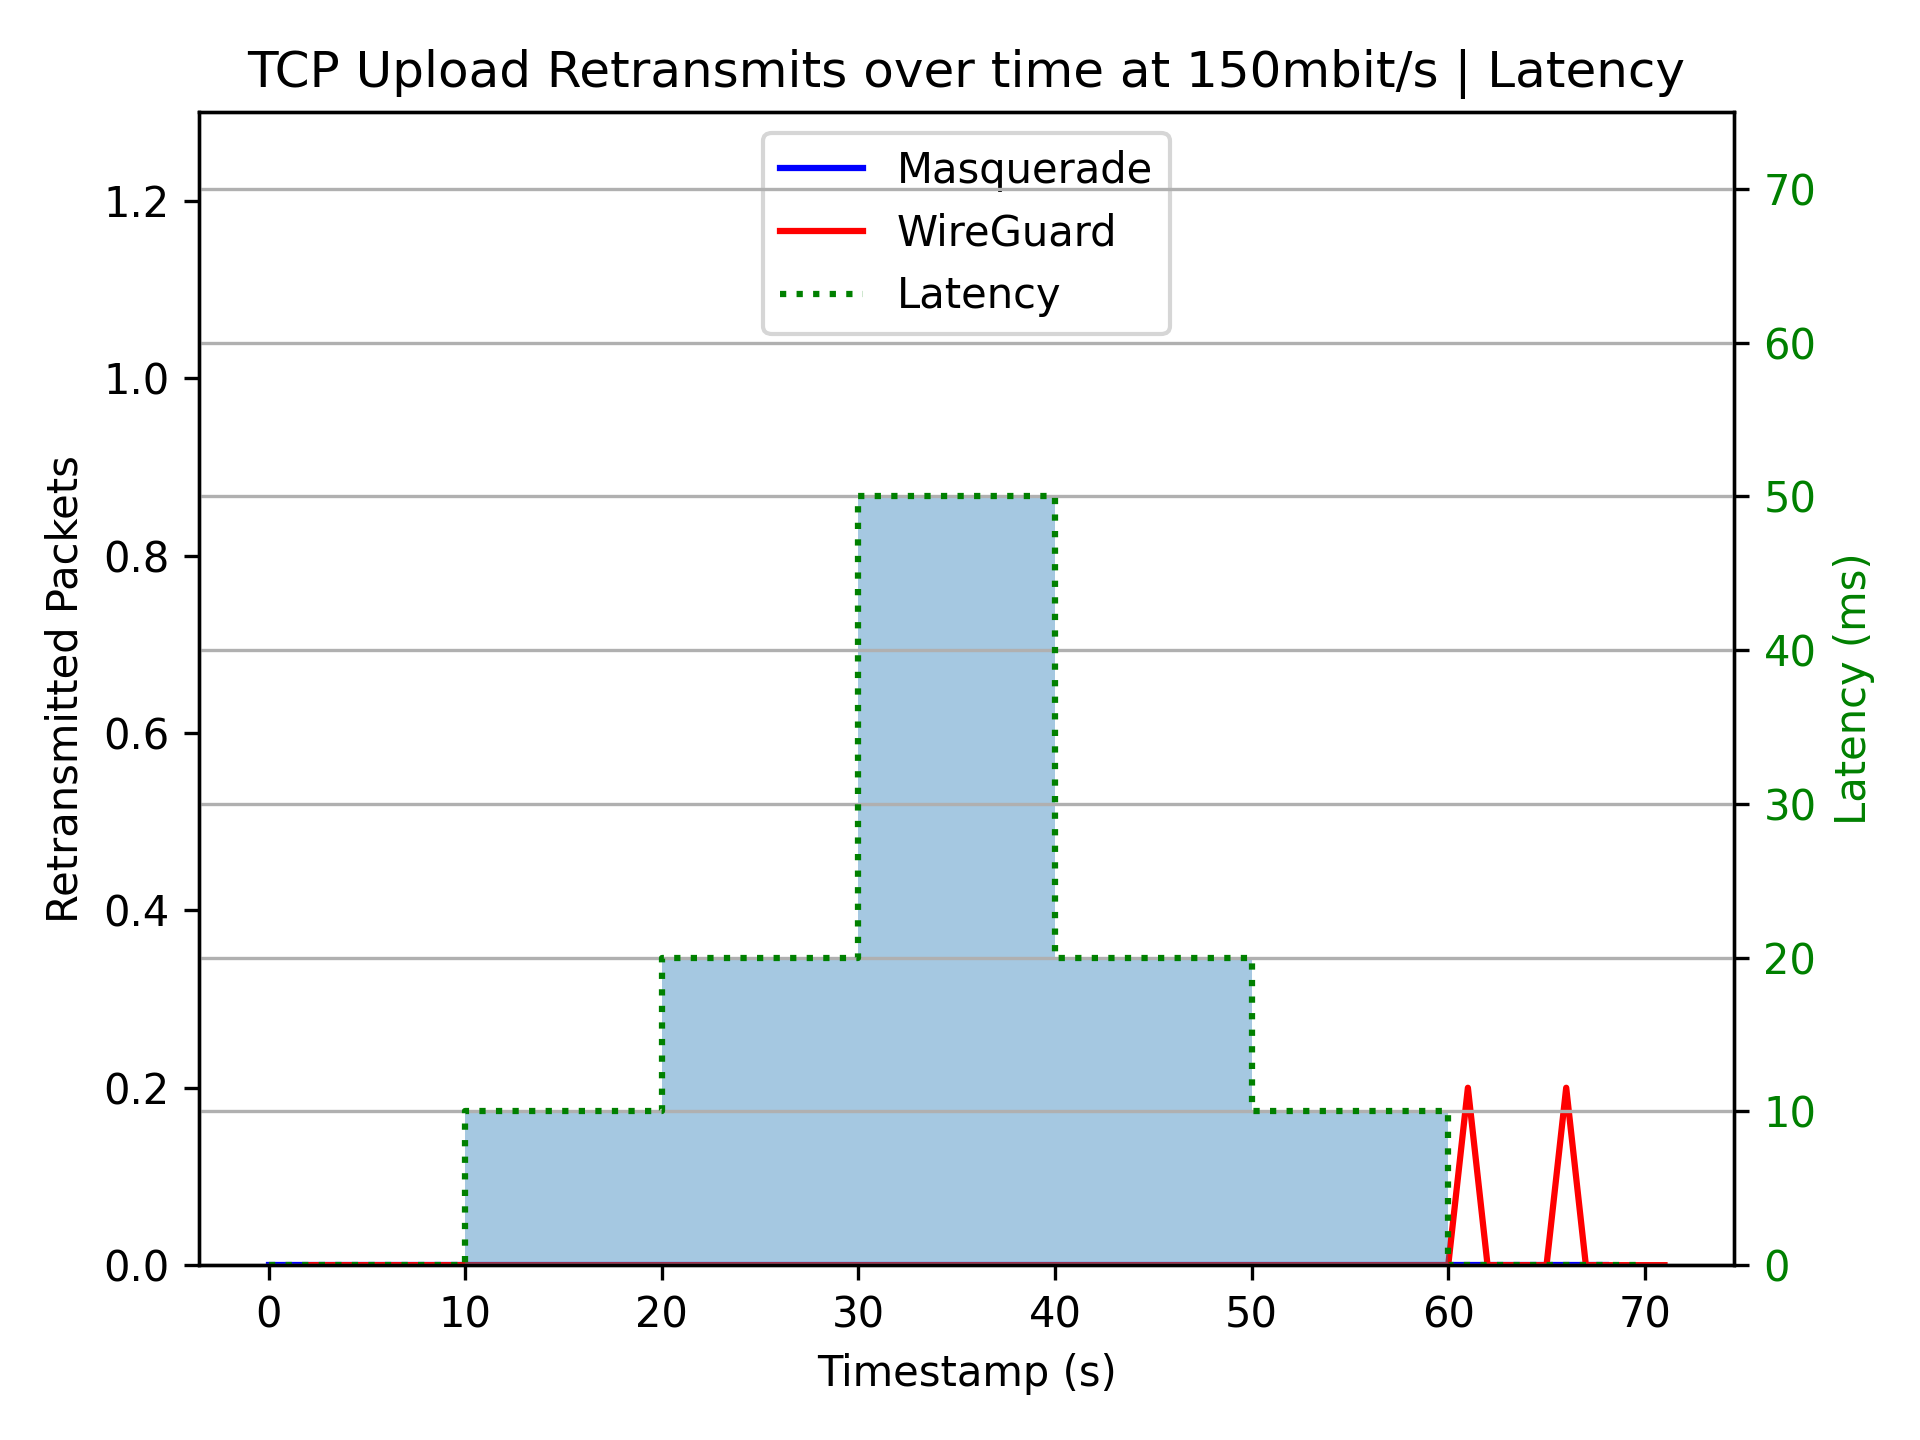 TCP Upload Retransmits over time at 150mbit/s | Latency
Masquerade
WireGuard
Latency
Retransmitted Packets
1.2
1.0
0.8
0.6
0.4
0.2
0.0
70
60
50
40
30
20
10
0
Latency (ms)
0 10 20 30 40 50 60 70
Timestamp (s)